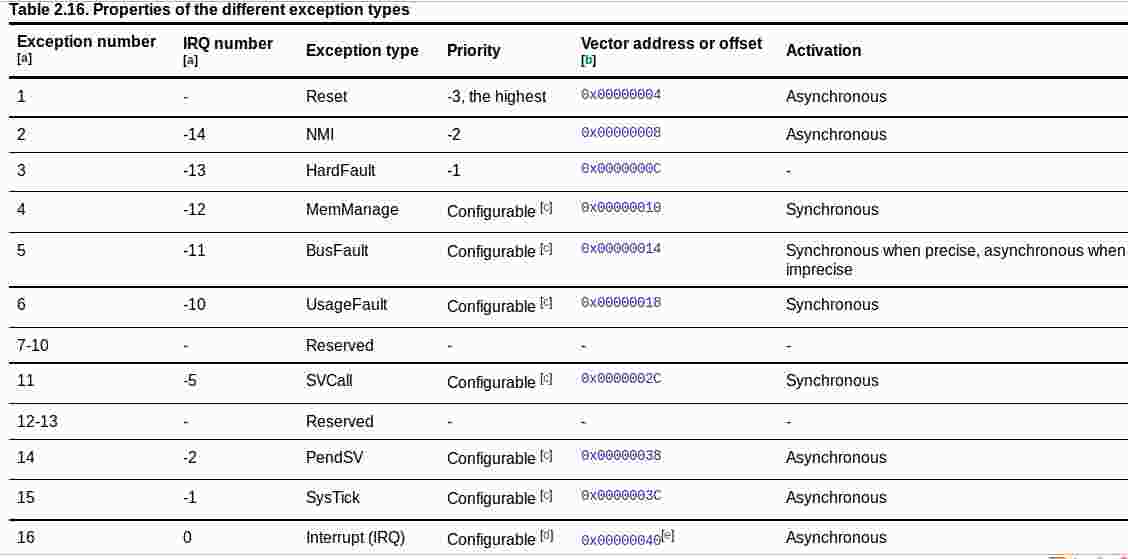 Table 2.16. Properties of the different exception types
Exception number [a] IRQ number [a] Exception type Priority Vector address or offset [b] Activation
1 - Reset -3, the highest 0x00000004 Asynchronous
2 -14 NMI -2 0x00000008 Asynchronous
3 -13 HardFault -1 0x0000000C -
4 -12 MemManage Configurable [c] 0x00000010 Synchronous
5 -11 BusFault Configurable [c] 0x00000014 Synchronous when precise, asynchronous when
imprecise
6 -10 UsageFault Configurable [c] 0x00000018 Synchronous
7-10 - Reserved - - -
11 -5 SVCall Configurable [c] 0x0000002C Synchronous
12-13 - Reserved - - -
14 -2 PendSV Configurable [c] 0x00000038 Asynchronous
15 -1 SysTick Configurable [c] 0x0000003C Asynchronous
16 0 Interrupt (IRQ) Configurable [d] 0x00000040[e] Asynchronous